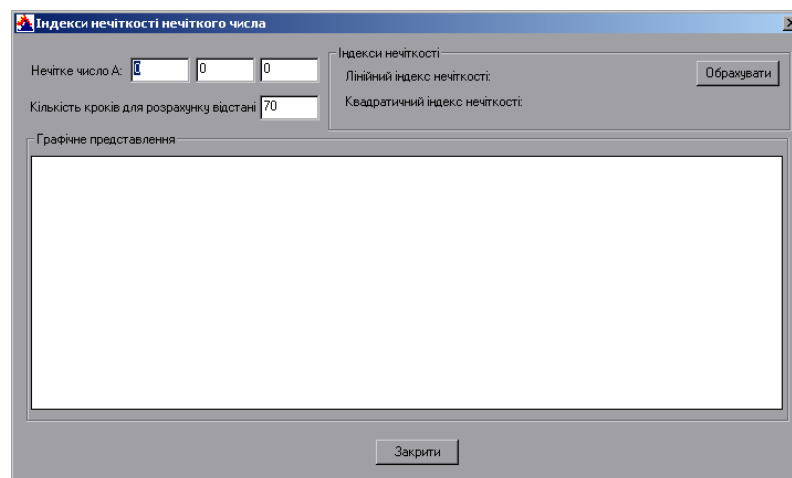 Індекси нечіткості нечіткого числа
Нечітке число A: 0 0 0
Кількість кроків для розрахунку відстані 70
Індекси нечіткості
Лінійний індекс нечіткості:
Квадратичний індекс нечіткості:
Обрахувати
Графічне представлення
Закрити